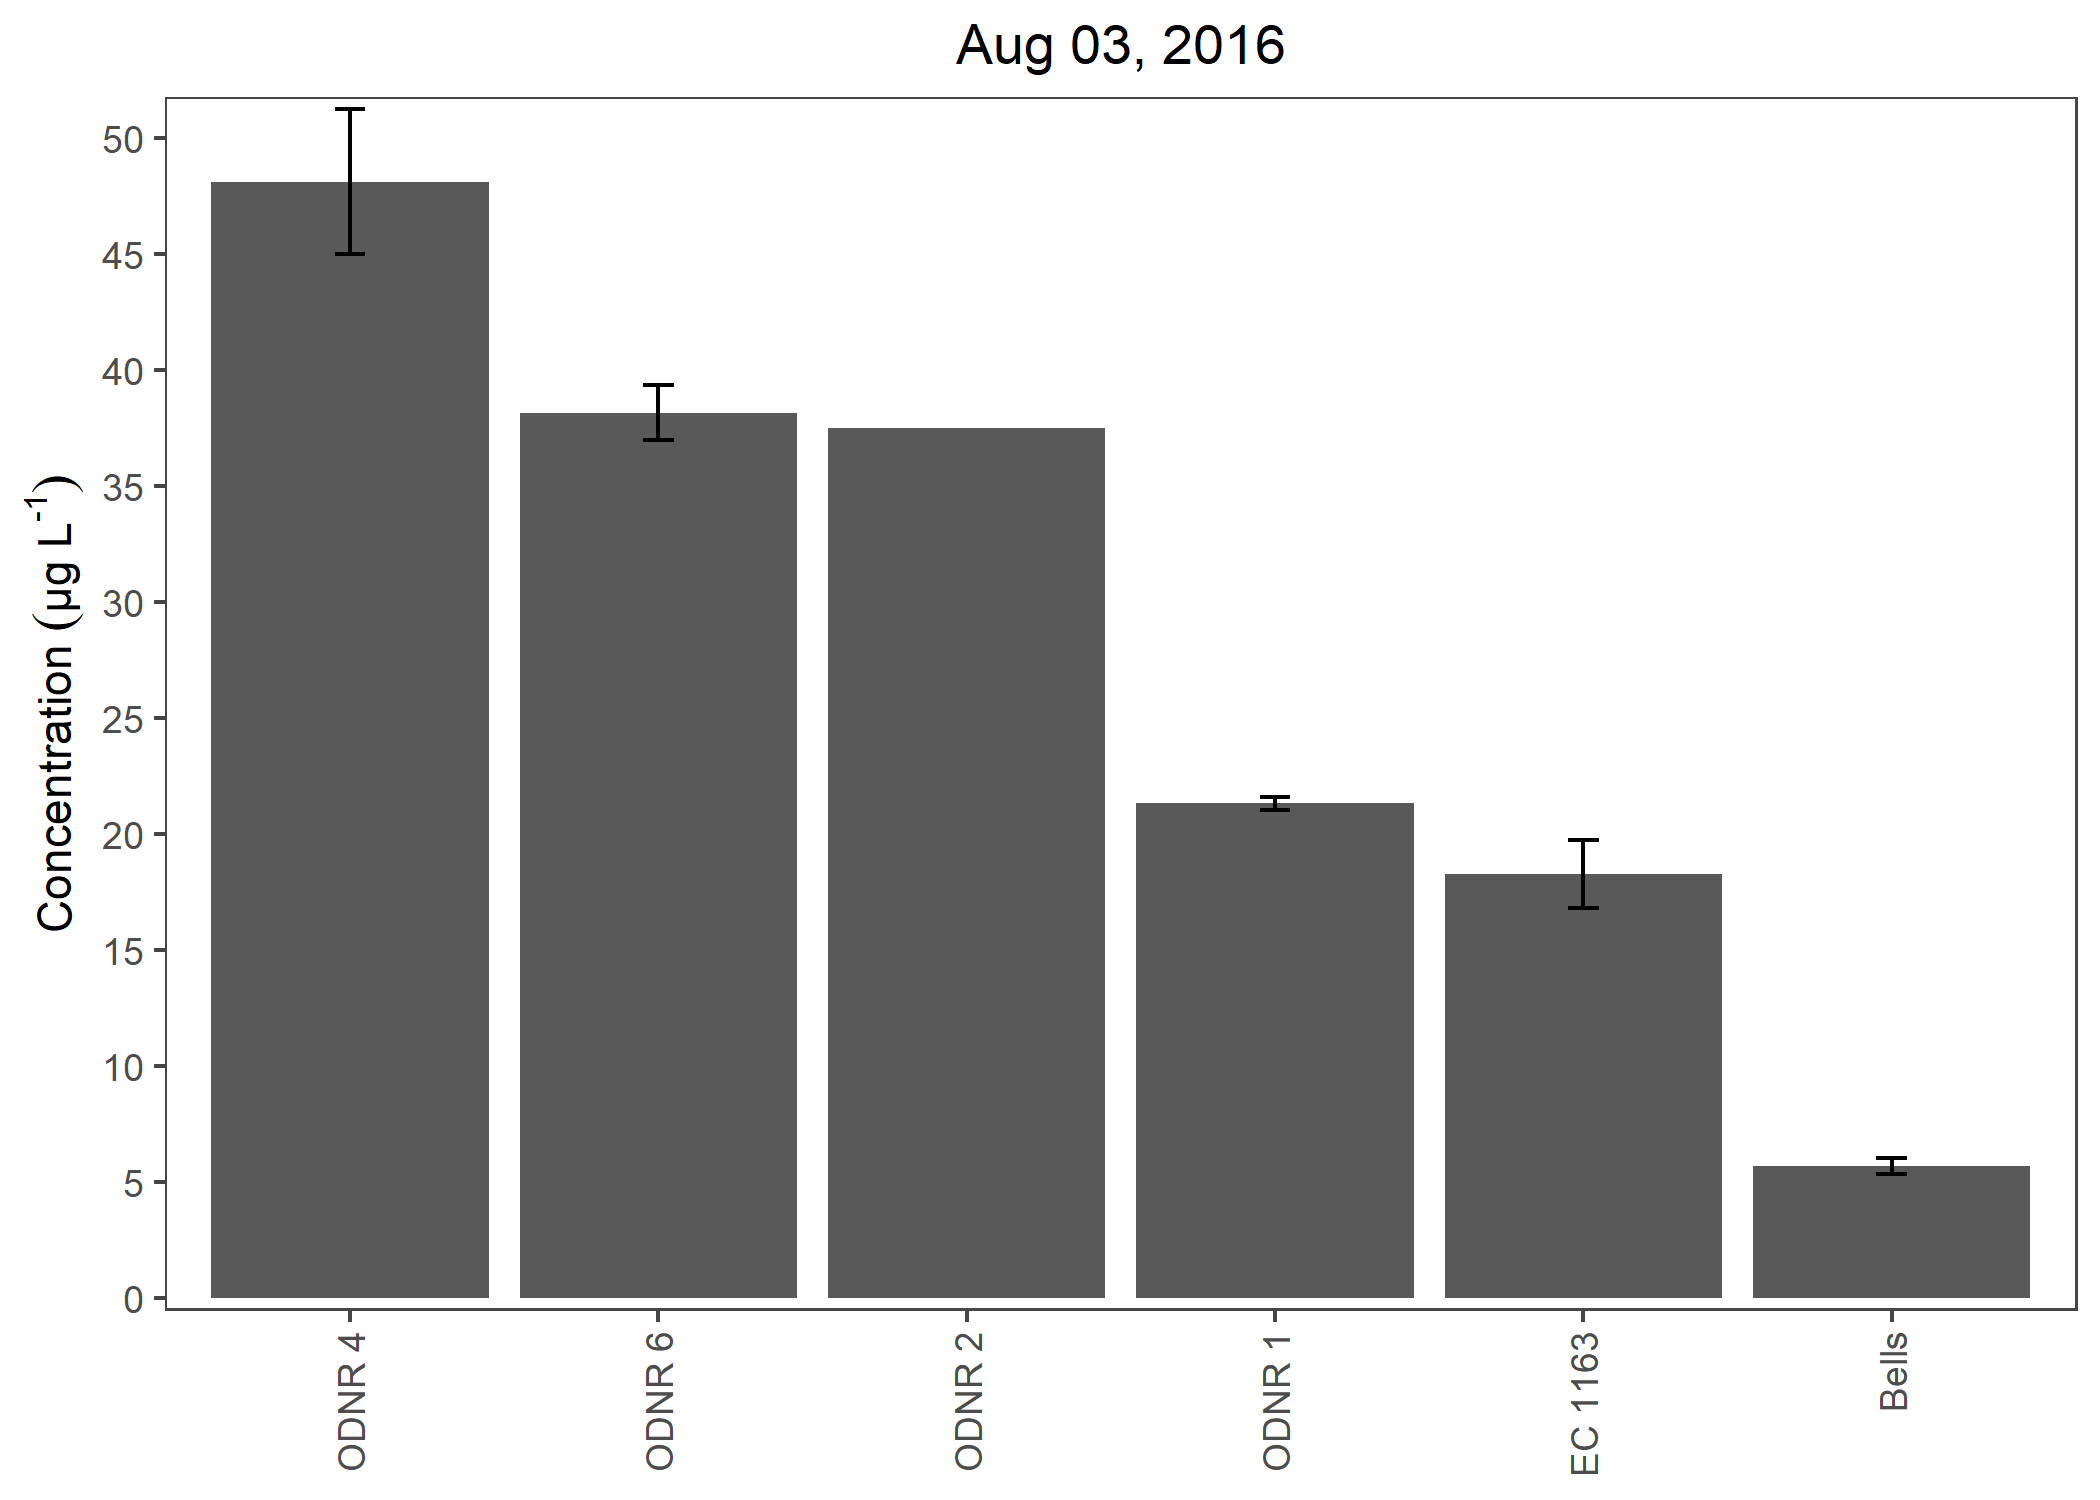 Aug 03, 2016
Concentration (µg L⁻¹)
50
45
40
35
30
25
20
15
10
5
0
ODNR 4
ODNR 6
ODNR 2
ODNR 1
EC 1163
Bells